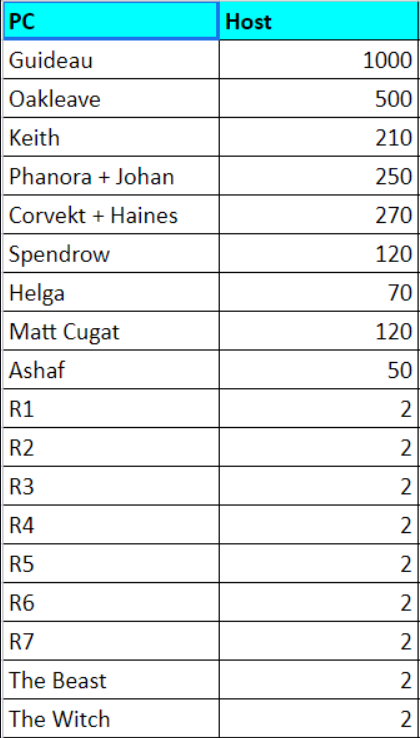 PC Host
Guideau 1000
Oakleave 500
Keith 210
Phanora + Johan 250
Corvekt + Haines 270
Spendrow 120
Helga 70
Matt Cugat 120
Ashaf 50
R1 2
R2 2
R3 2
R4 2
R5 2
R6 2
R7 2
The Beast 2
The Witch 2